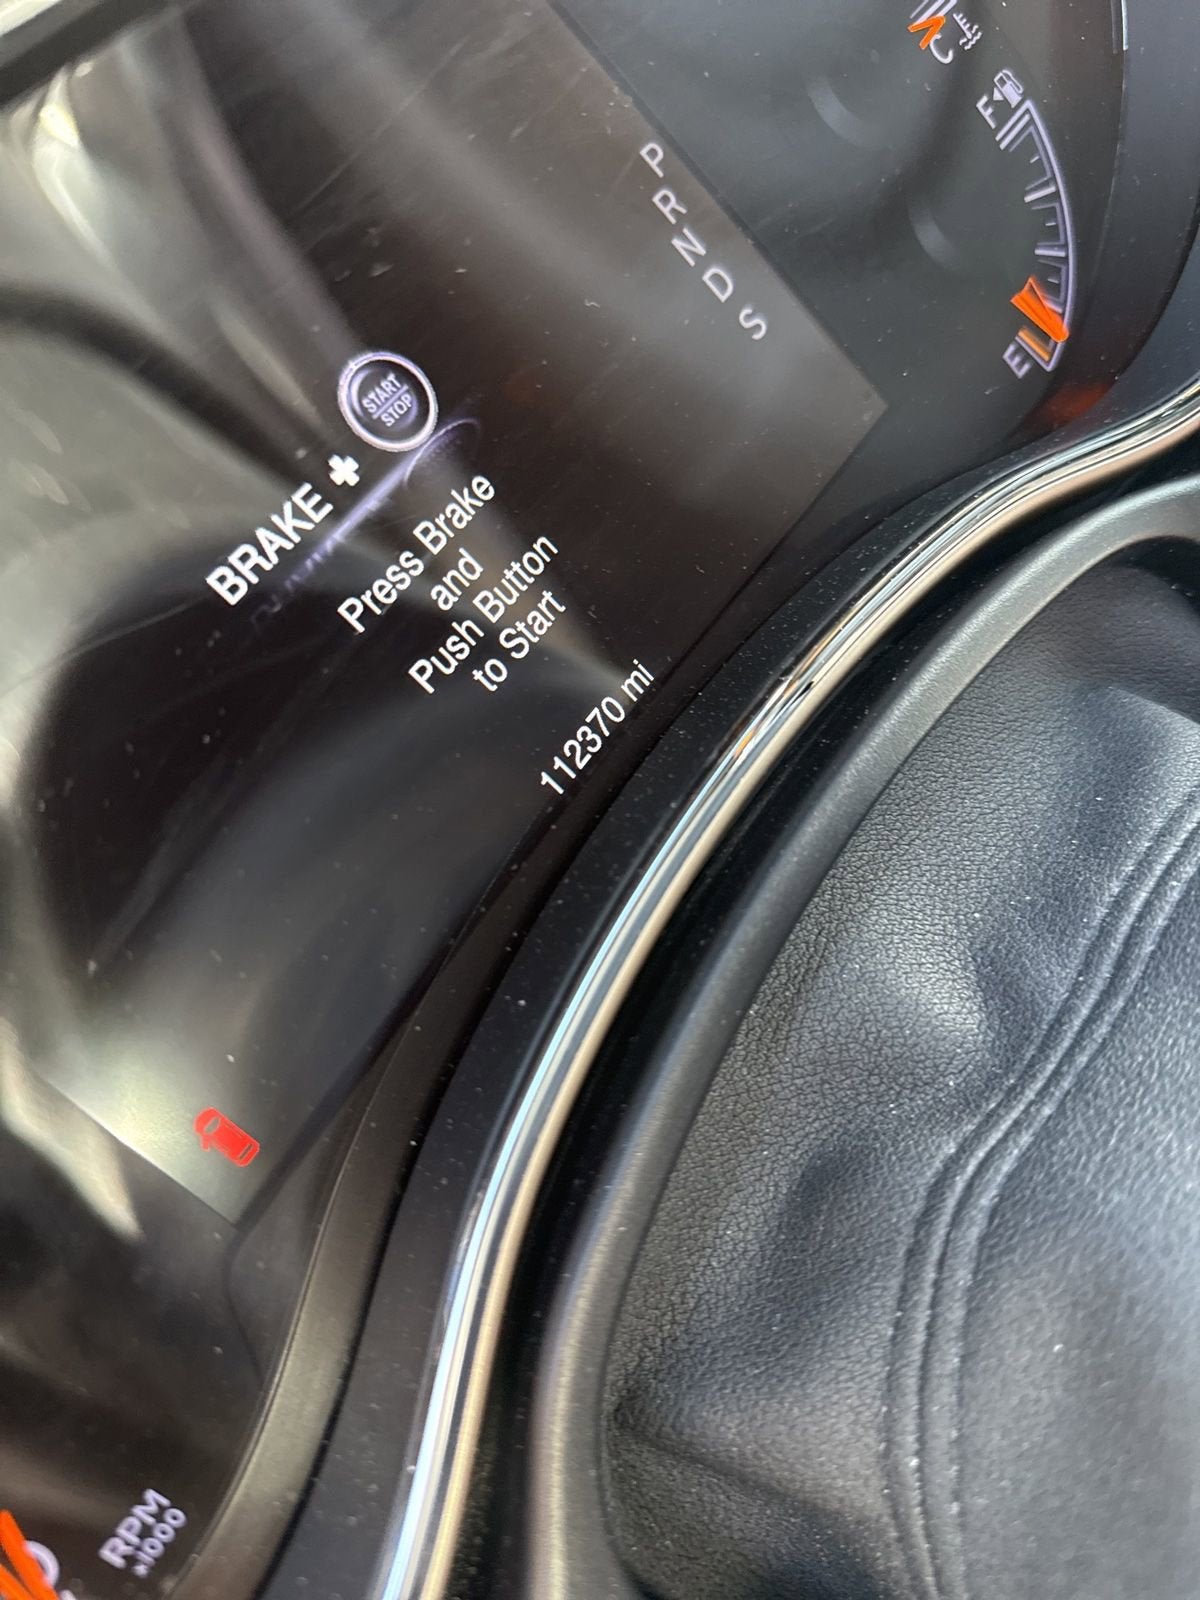 C
F
E
P
R
N
D
S
START
STOP
BRAKE +
Press Brake
and
Push Button
to Start
112370 mi
RPM
x1000